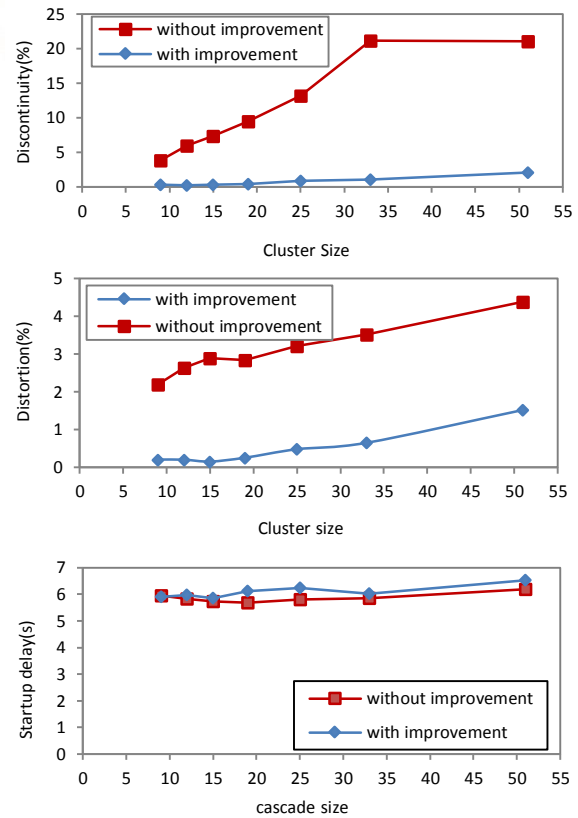 25
20
15
10
5
0
Discontinuity(%)
without improvement
with improvement
0 5 10 15 20 25 30 35 40 45 50 55
Cluster Size
5
4
3
2
1
0
Distortion(%)
with improvement
without improvement
0 5 10 15 20 25 30 35 40 45 50 55
Cluster size
7
6
5
4
3
2
1
0
Startup delay(s)
without improvement
with improvement
0 5 10 15 20 25 30 35 40 45 50 55
cascade size